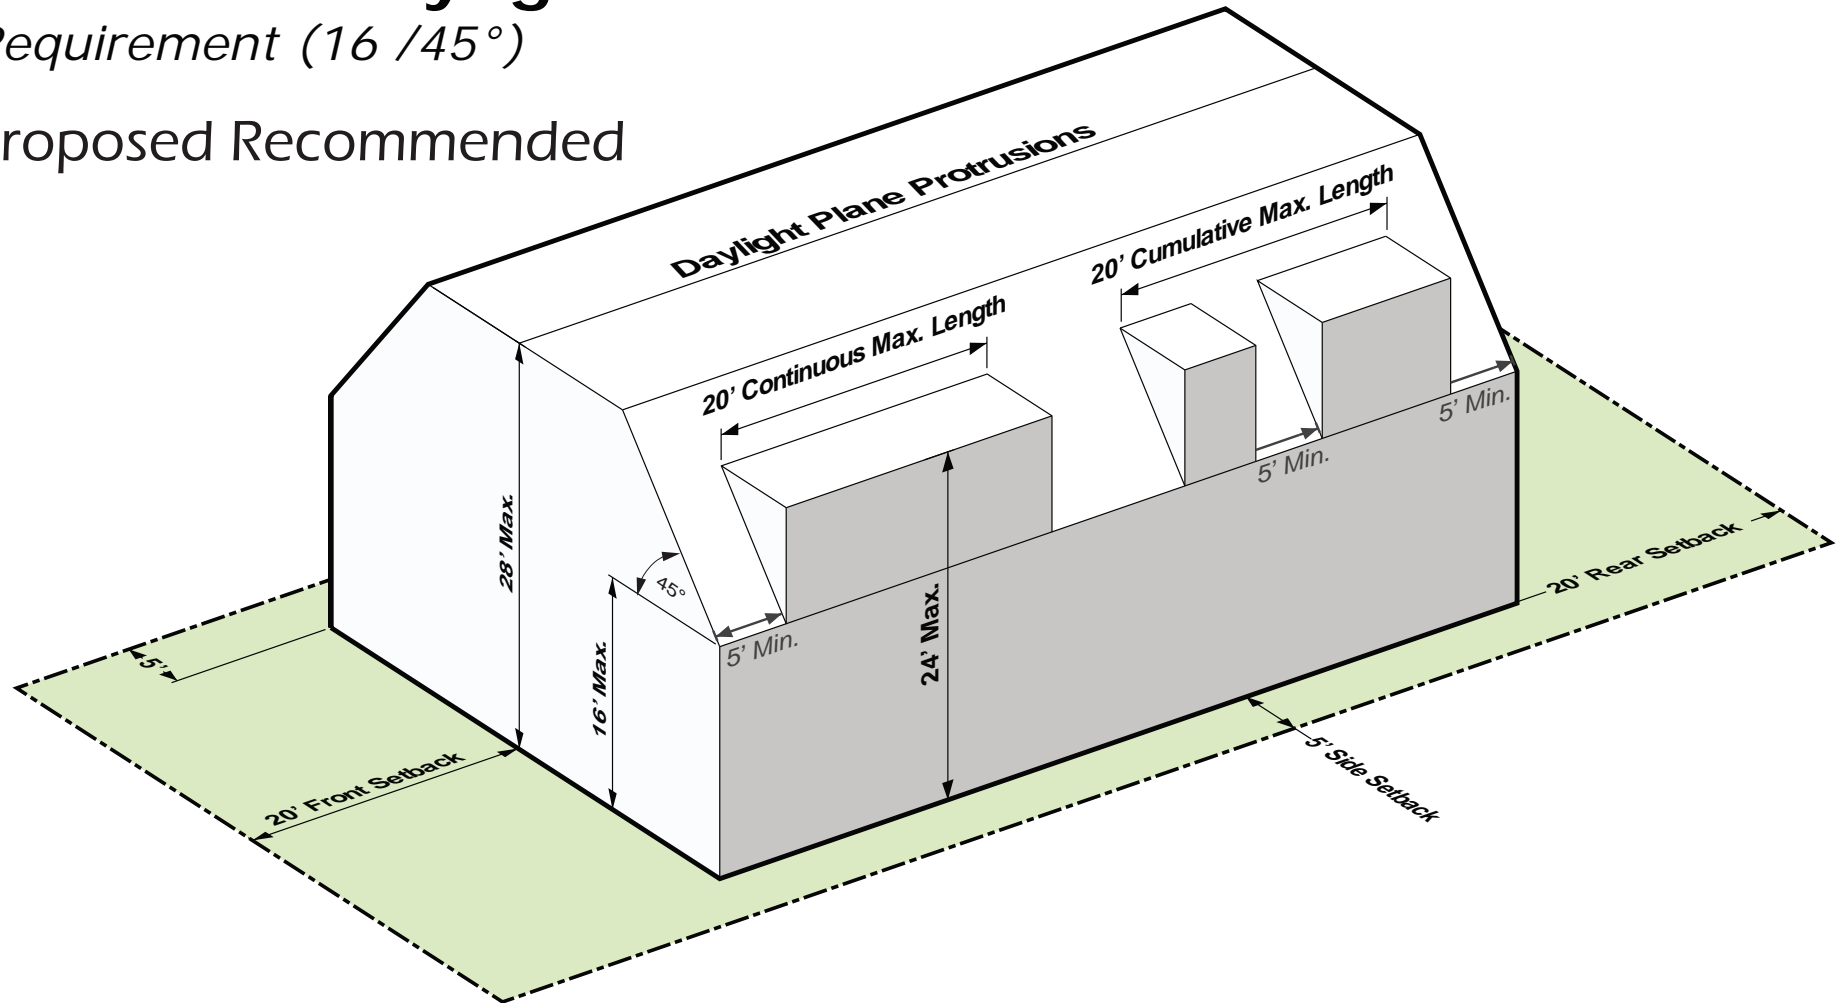 Requirement (16 /45°)
Proposed Recommended
Daylight Plane Protrusions
20’ Cumulative Max. Length
20’ Continuous Max. Length
5’ Min.
5’ Min.
28’ Max.
45°
20’ Rear Setback
24’ Max.
5’ Min.
16’ Max.
5’
5’ Side Setback
20’ Front Setback